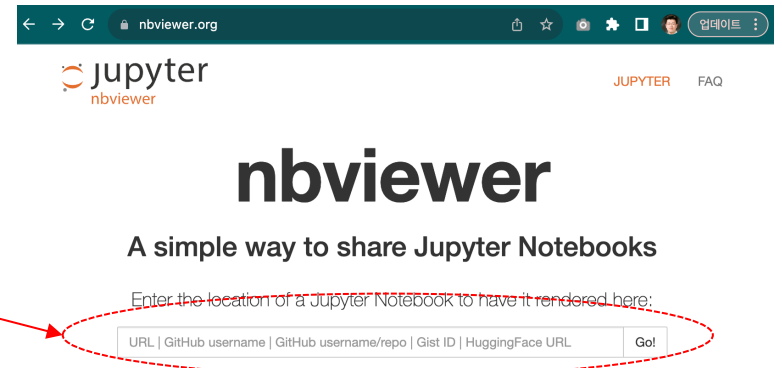 nbviewer.org
업데이트
jupyter
nbviewer
JUPYTER FAQ
nbviewer
A simple way to share Jupyter Notebooks
Enter the location of a Jupyter Notebook to have it rendered here:
URL | GitHub username | GitHub username/repo | Gist ID | HuggingFace URL Go!